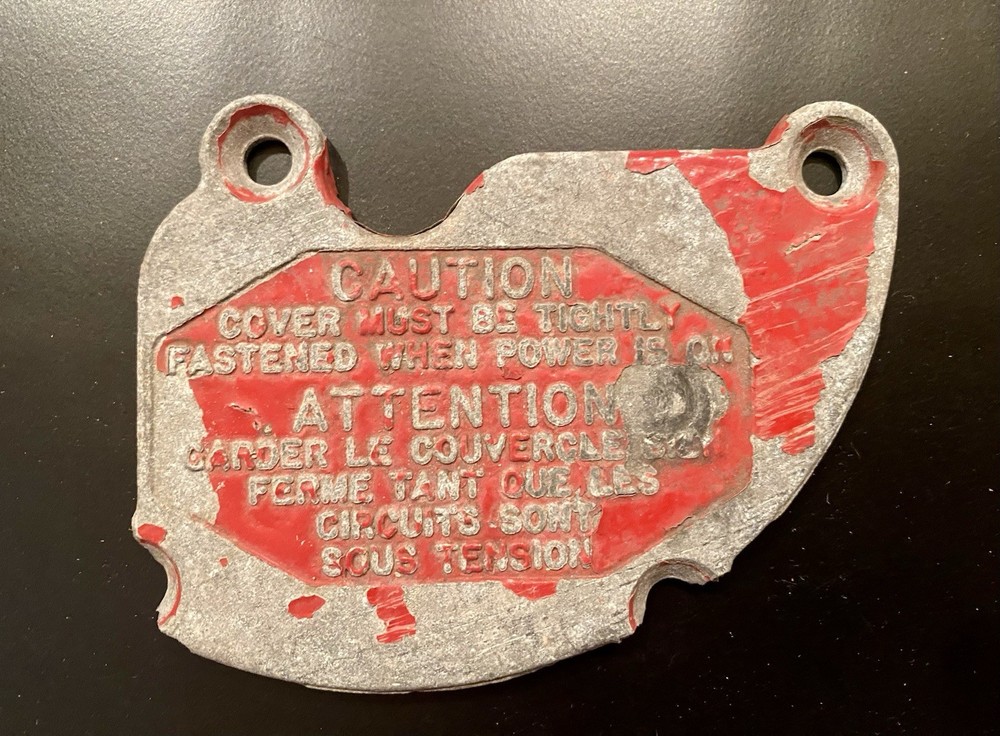 CAUTION
COVER MUST BE TIGHTLY
FASTENED WHEN POWER IS ON
ATTENTION
GARDER LE COUVERCLE
FERME TANT QUE LES
CIRCUITS SONT
SOUS TENSION